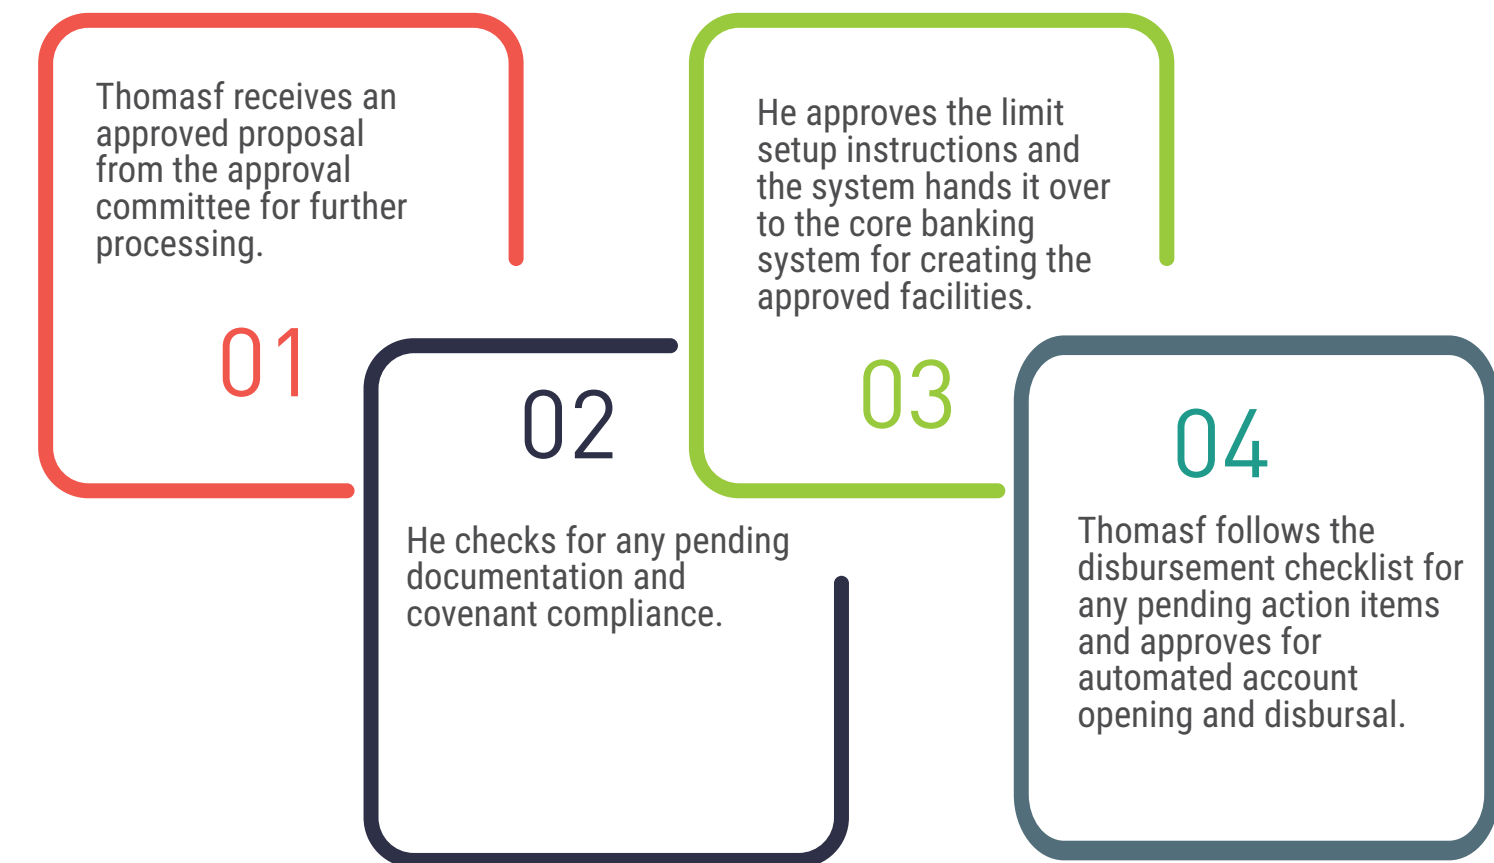 Thomasf receives an
approved proposal
from the approval
committee for further
processing.
01
02
He checks for any pending
documentation and
covenant compliance.
He approves the limit
setup instructions and
the system hands it over
to the core banking
system for creating the
approved facilities.
03
04
Thomasf follows the
disbursement checklist for
any pending action items
and approves for
automated account
opening and disbursal.